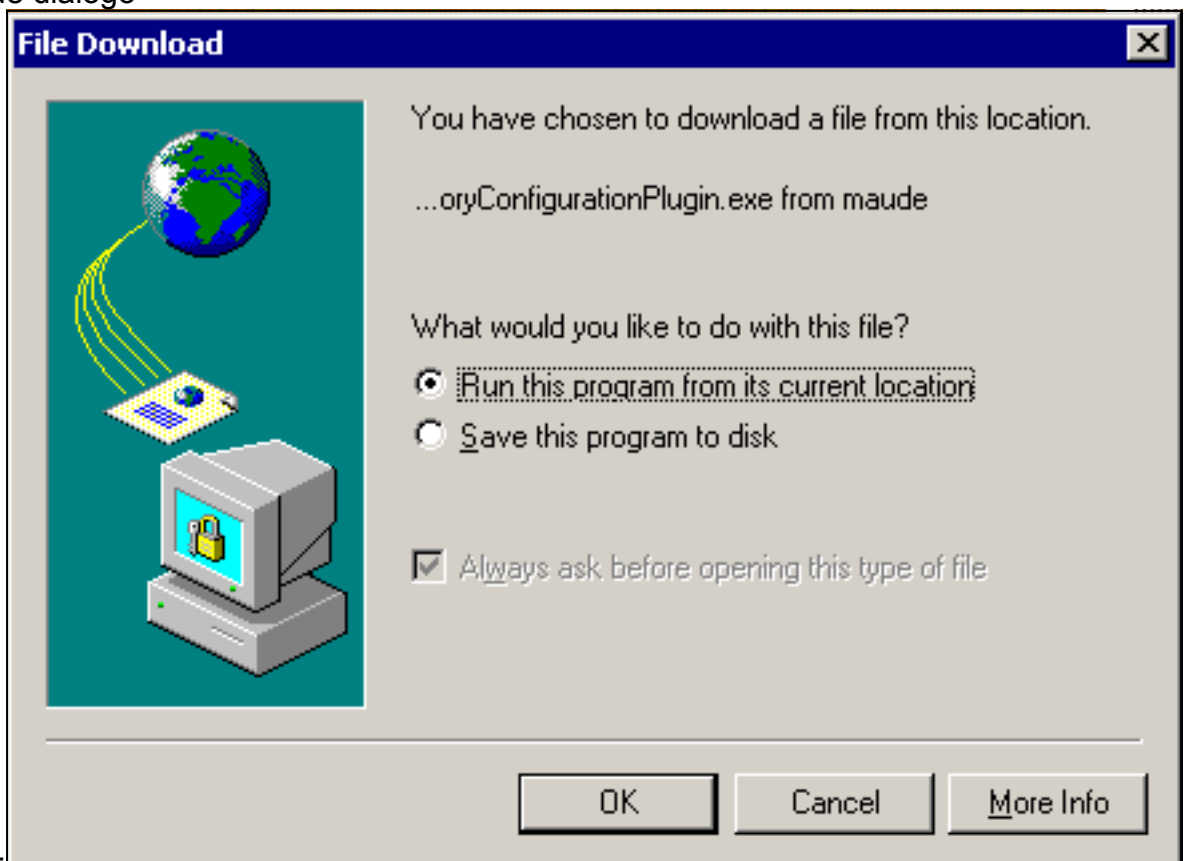 de dialogo
File Download
You have chosen to download a file from this location.
...oryConfigurationPlugin.exe from maude
What would you like to do with this file?
Run this program from its current location
Save this program to disk
Always ask before opening this type of file
OK Cancel More Info